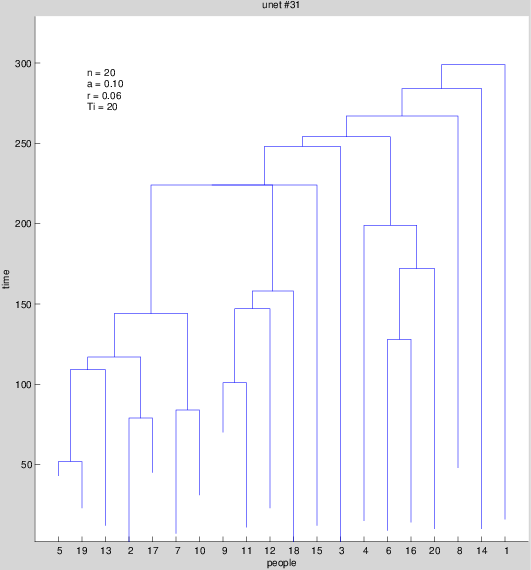 unet #31
n = 20
a = 0.10
r = 0.06
Ti = 20
300
250
200
150
100
50
time
5 19 13 2 17 7 10 9 11 12 18 15 3 4 6 16 20 8 14 1
people